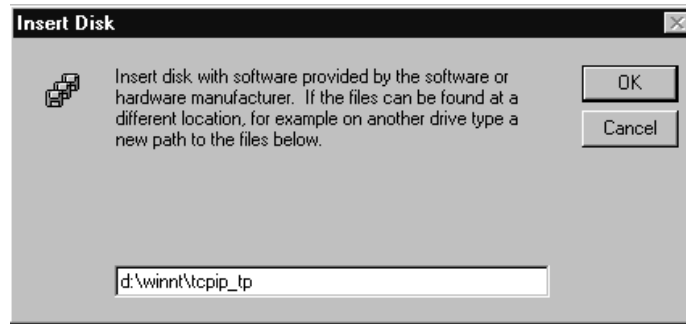 Insert Disk
Insert disk with software provided by the software or
hardware manufacturer. If the files can be found at a
different location, for example on another drive type a
new path to the files below.
OK
Cancel
d:\winnt\tcpip_tp